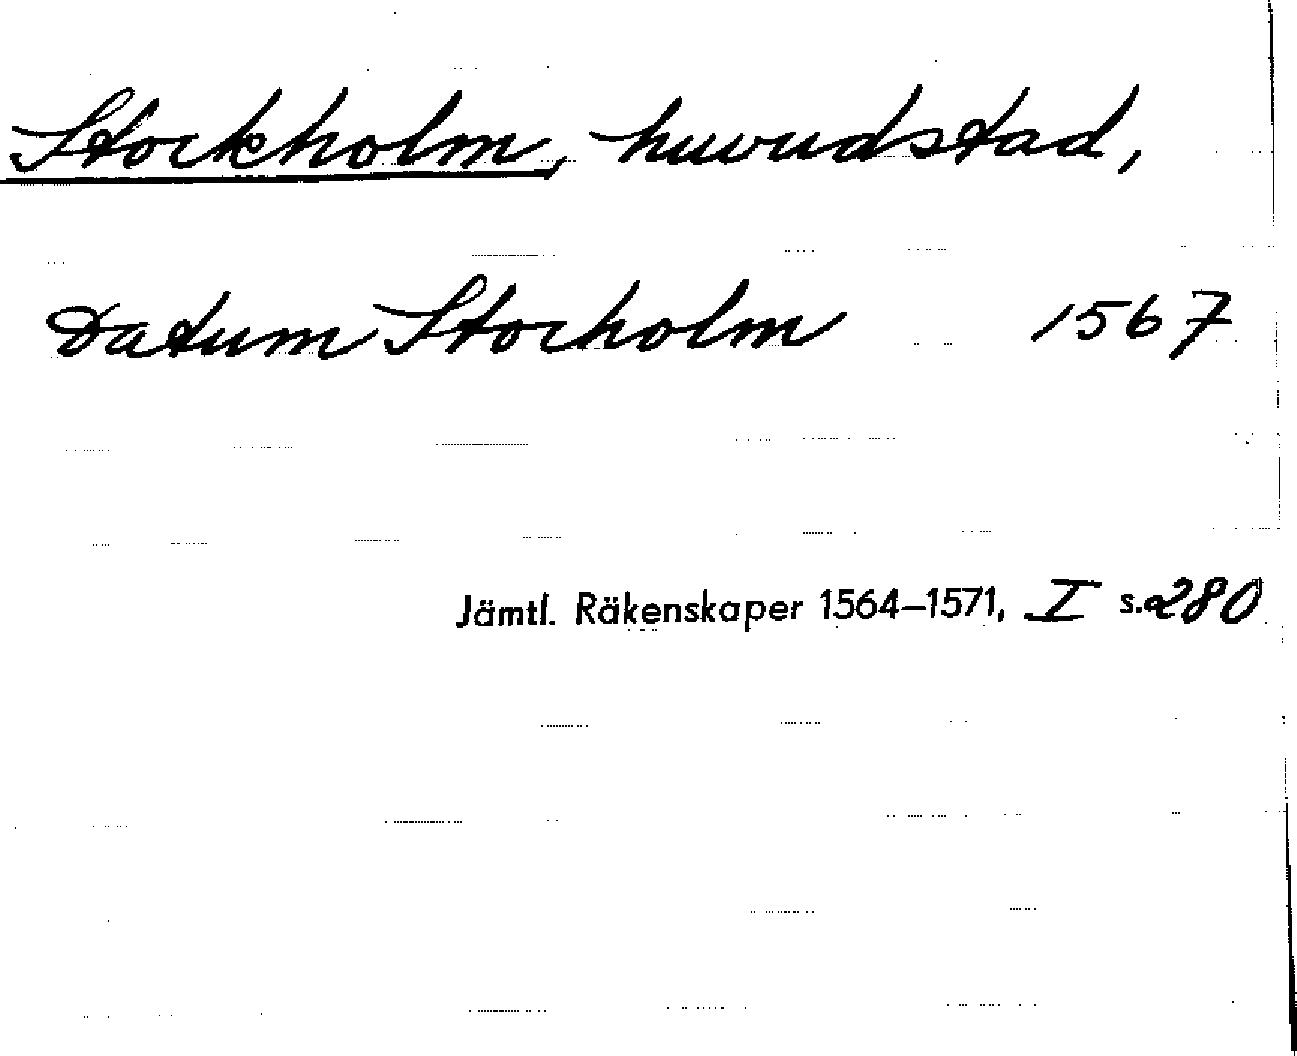 Stockholm, huvudstad,
Datum Stocholm 1567
Jämtl. Räkenskaper 1564–1571, I s. 280